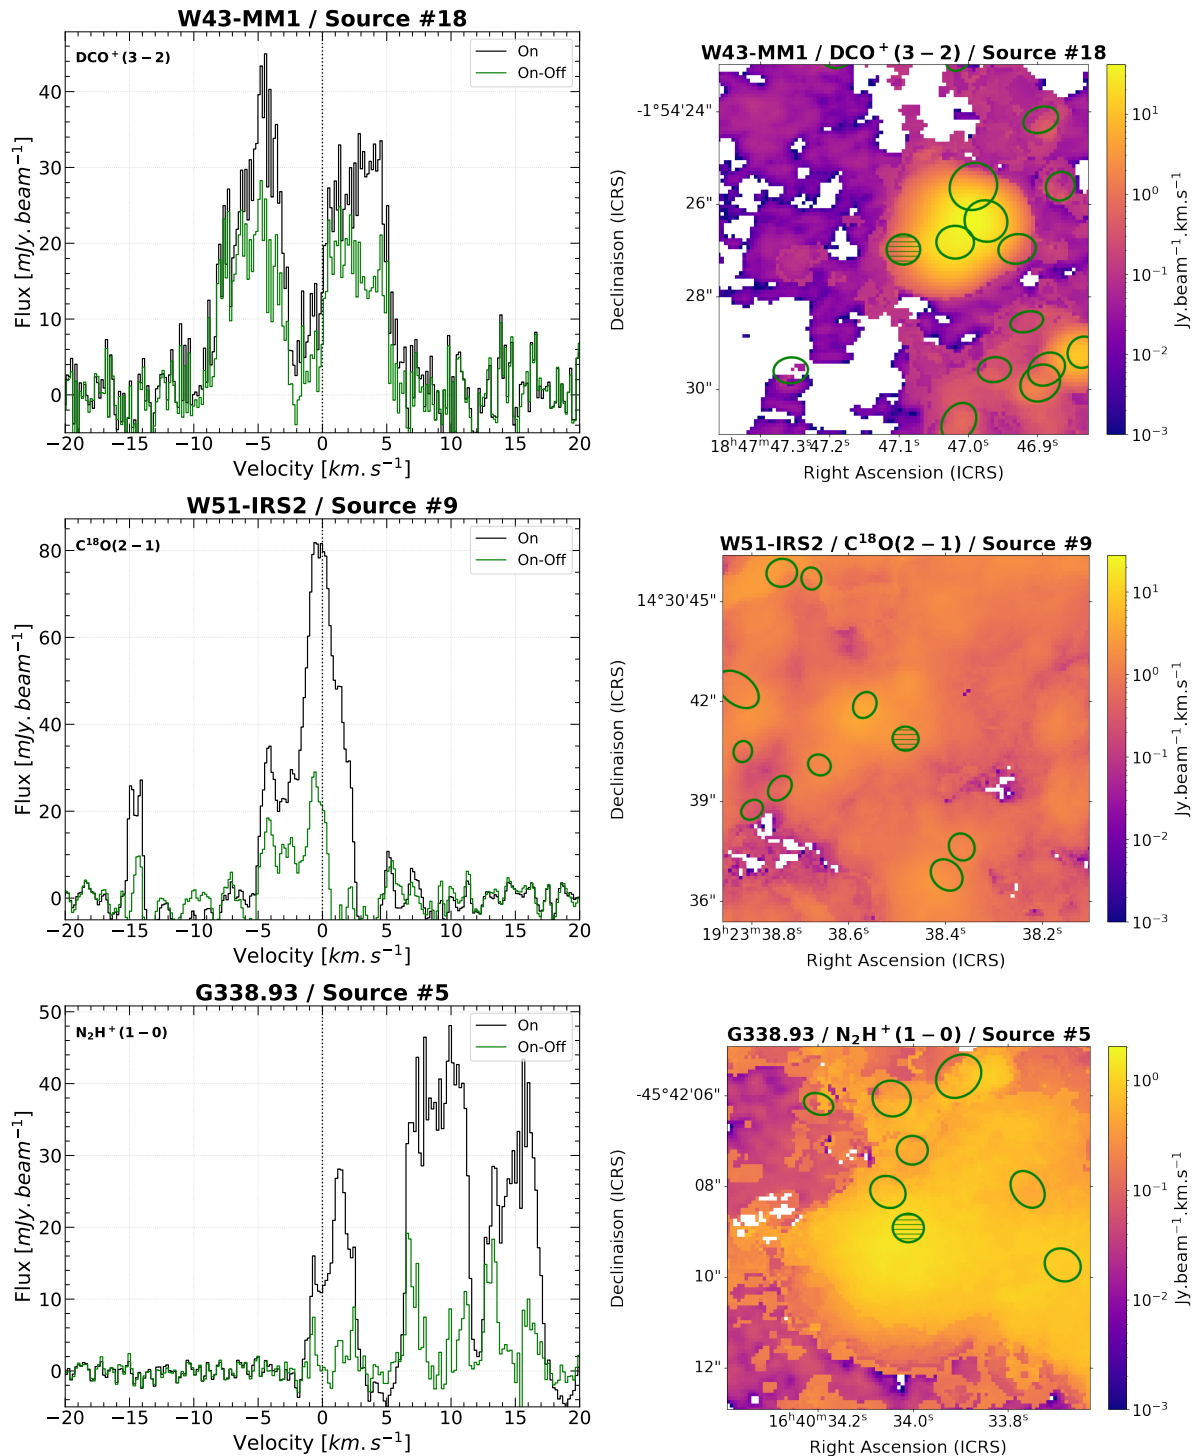 W43-MM1 / Source #18
DCO⁺(3 − 2)
On
On-Off
Flux [mJy. beam⁻¹]
40
30
20
10
0
−20 −15 −10 −5 0 5 10 15 20
Velocity [km. s⁻¹]
W43-MM1 / DCO⁺(3 − 2) / Source #18
Declinaison (ICRS)
-1°54'24"
26"
28"
30"
18ʰ47ᵐ47.3ˢ 47.2ˢ 47.1ˢ 47.0ˢ 46.9ˢ
Right Ascension (ICRS)
10¹
10⁰
10⁻¹
10⁻²
10⁻³
Jy.beam⁻¹.km.s⁻¹
W51-IRS2 / Source #9
C¹⁸O(2 − 1)
On
On-Off
Flux [mJy. beam⁻¹]
80
60
40
20
0
−20 −15 −10 −5 0 5 10 15 20
Velocity [km. s⁻¹]
W51-IRS2 / C¹⁸O(2 − 1) / Source #9
Declinaison (ICRS)
14°30'45"
42"
39"
36"
19ʰ23ᵐ38.8ˢ 38.6ˢ 38.4ˢ 38.2ˢ
Right Ascension (ICRS)
10¹
10⁰
10⁻¹
10⁻²
10⁻³
Jy.beam⁻¹.km.s⁻¹
G338.93 / Source #5
N₂H⁺(1 − 0)
On
On-Off
Flux [mJy. beam⁻¹]
50
40
30
20
10
0
−20 −15 −10 −5 0 5 10 15 20
Velocity [km. s⁻¹]
G338.93 / N₂H⁺(1 − 0) / Source #5
Declinaison (ICRS)
-45°42'06"
08"
10"
12"
16ʰ40ᵐ34.2ˢ 34.0ˢ 33.8ˢ
Right Ascension (ICRS)
10⁰
10⁻¹
10⁻²
10⁻³
Jy.beam⁻¹.km.s⁻¹